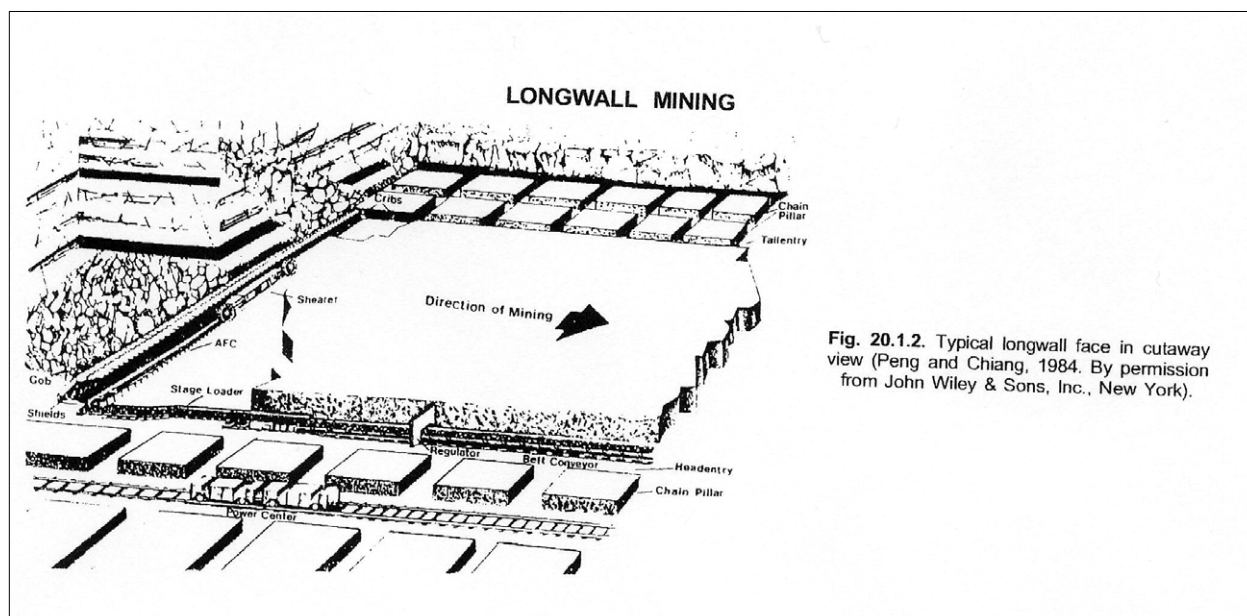 LONGWALL MINING
Cribs
Chain
Pillar
Tailentry
Shearer
Direction of Mining
AFC
Gob
Stage Loader
Shields
Regulator
Belt Conveyor
Headentry
Chain Pillar
Power Center
Fig. 20.1.2. Typical longwall face in cutaway
view (Peng and Chiang, 1984. By permission
from John Wiley & Sons, Inc., New York).